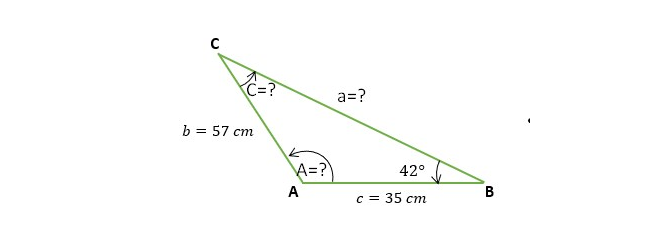 C
C=?
a=?
b = 57 cm
A=?
42°
A
B
c = 35 cm